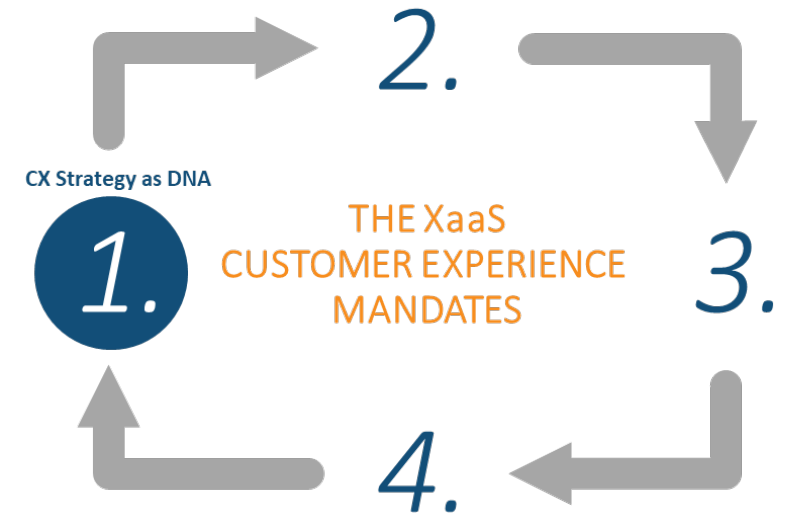 2.
CX Strategy as DNA
1.
THE XaaS
CUSTOMER EXPERIENCE
MANDATES
3.
4.